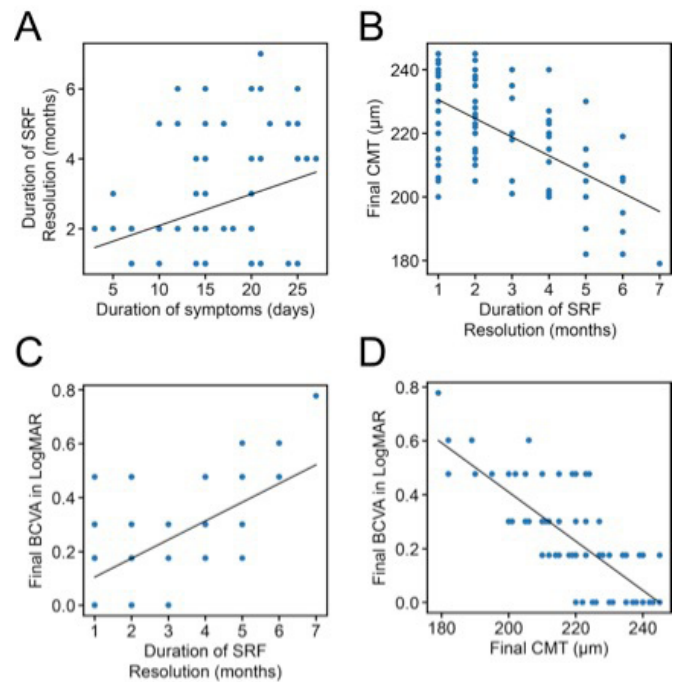 A
B
Duration of SRF
Resolution (months)
6
4
2
5 10 15 20 25
Duration of symptoms (days)
Final CMT (µm)
240
220
200
180
1 2 3 4 5 6 7
Duration of SRF
Resolution (months)
C
D
Final BCVA in LogMAR
0.8
0.6
0.4
0.2
0.0
1 2 3 4 5 6 7
Duration of SRF
Resolution (months)
Final BCVA in LogMAR
0.8
0.6
0.4
0.2
0.0
180 200 220 240
Final CMT (µm)